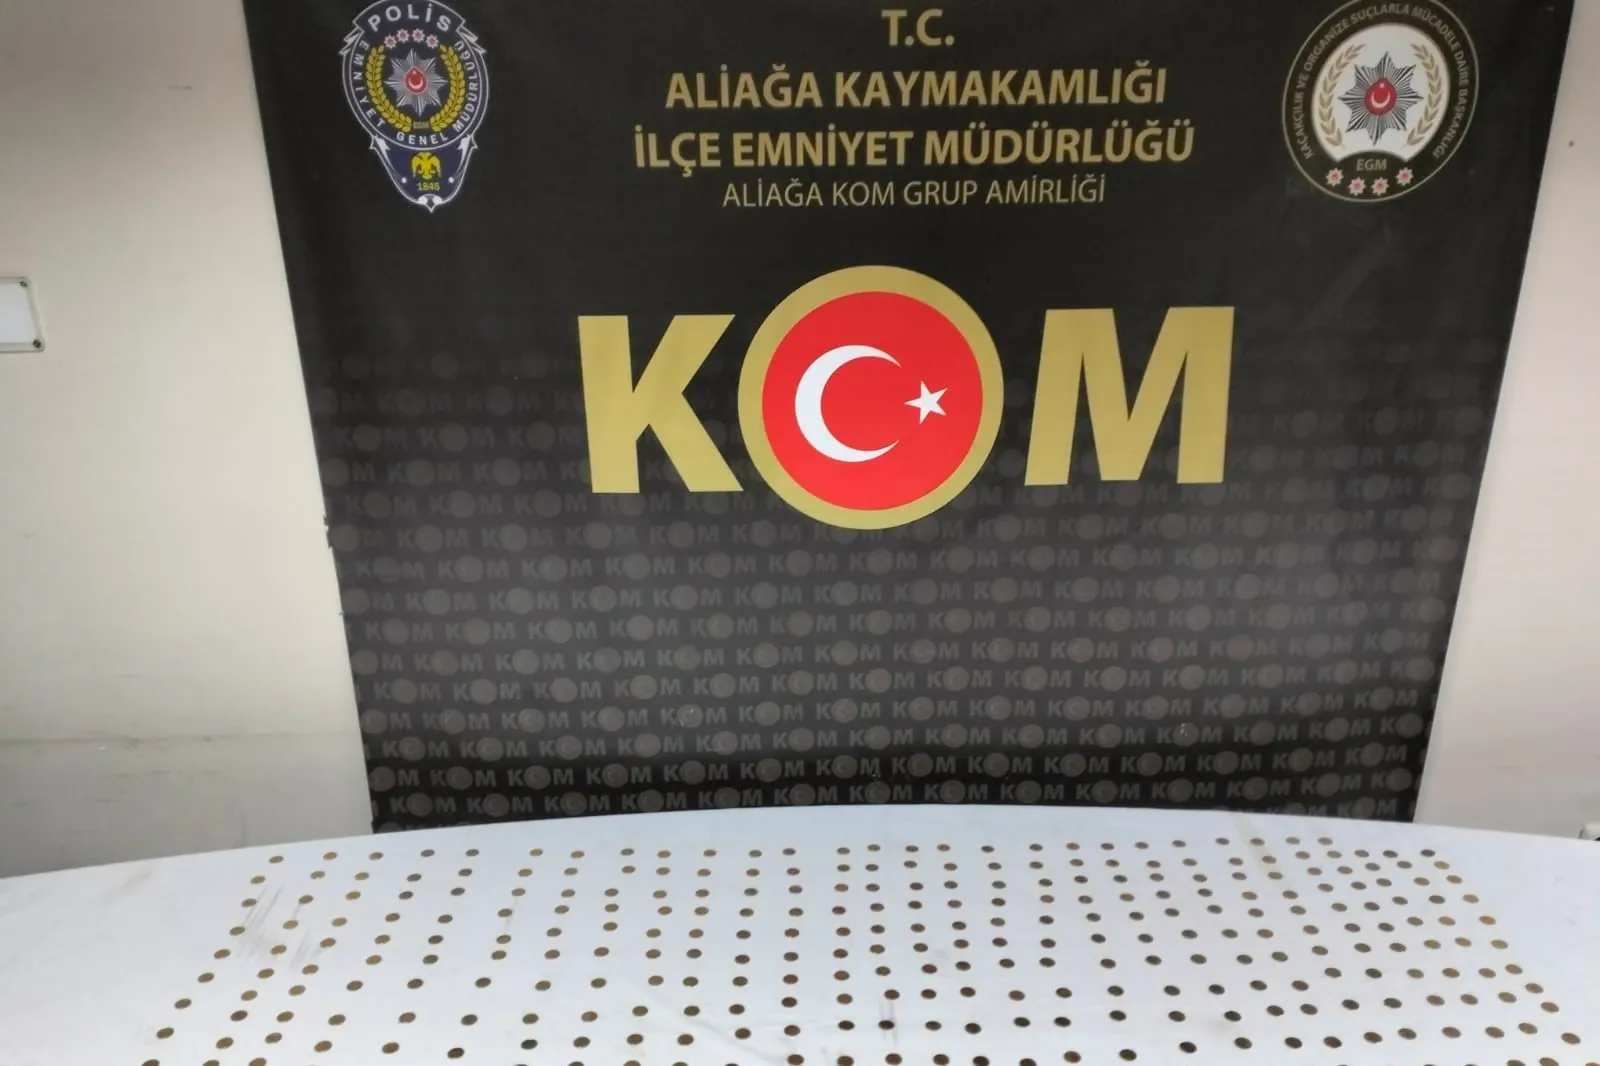 POLİS
EMNİYET GENEL MÜDÜRLÜĞÜ
EGM
1845
T.C.
ALİAĞA KAYMAKAMLIĞI
İLÇE EMNİYET MÜDÜRLÜĞÜ
ALİAĞA KOM GRUP AMİRLİĞİ
KAÇAKÇILIK VE ORGANİZE SUÇLARLA MÜCADELE DAİRE BAŞKANLIĞI
EGM
KOM